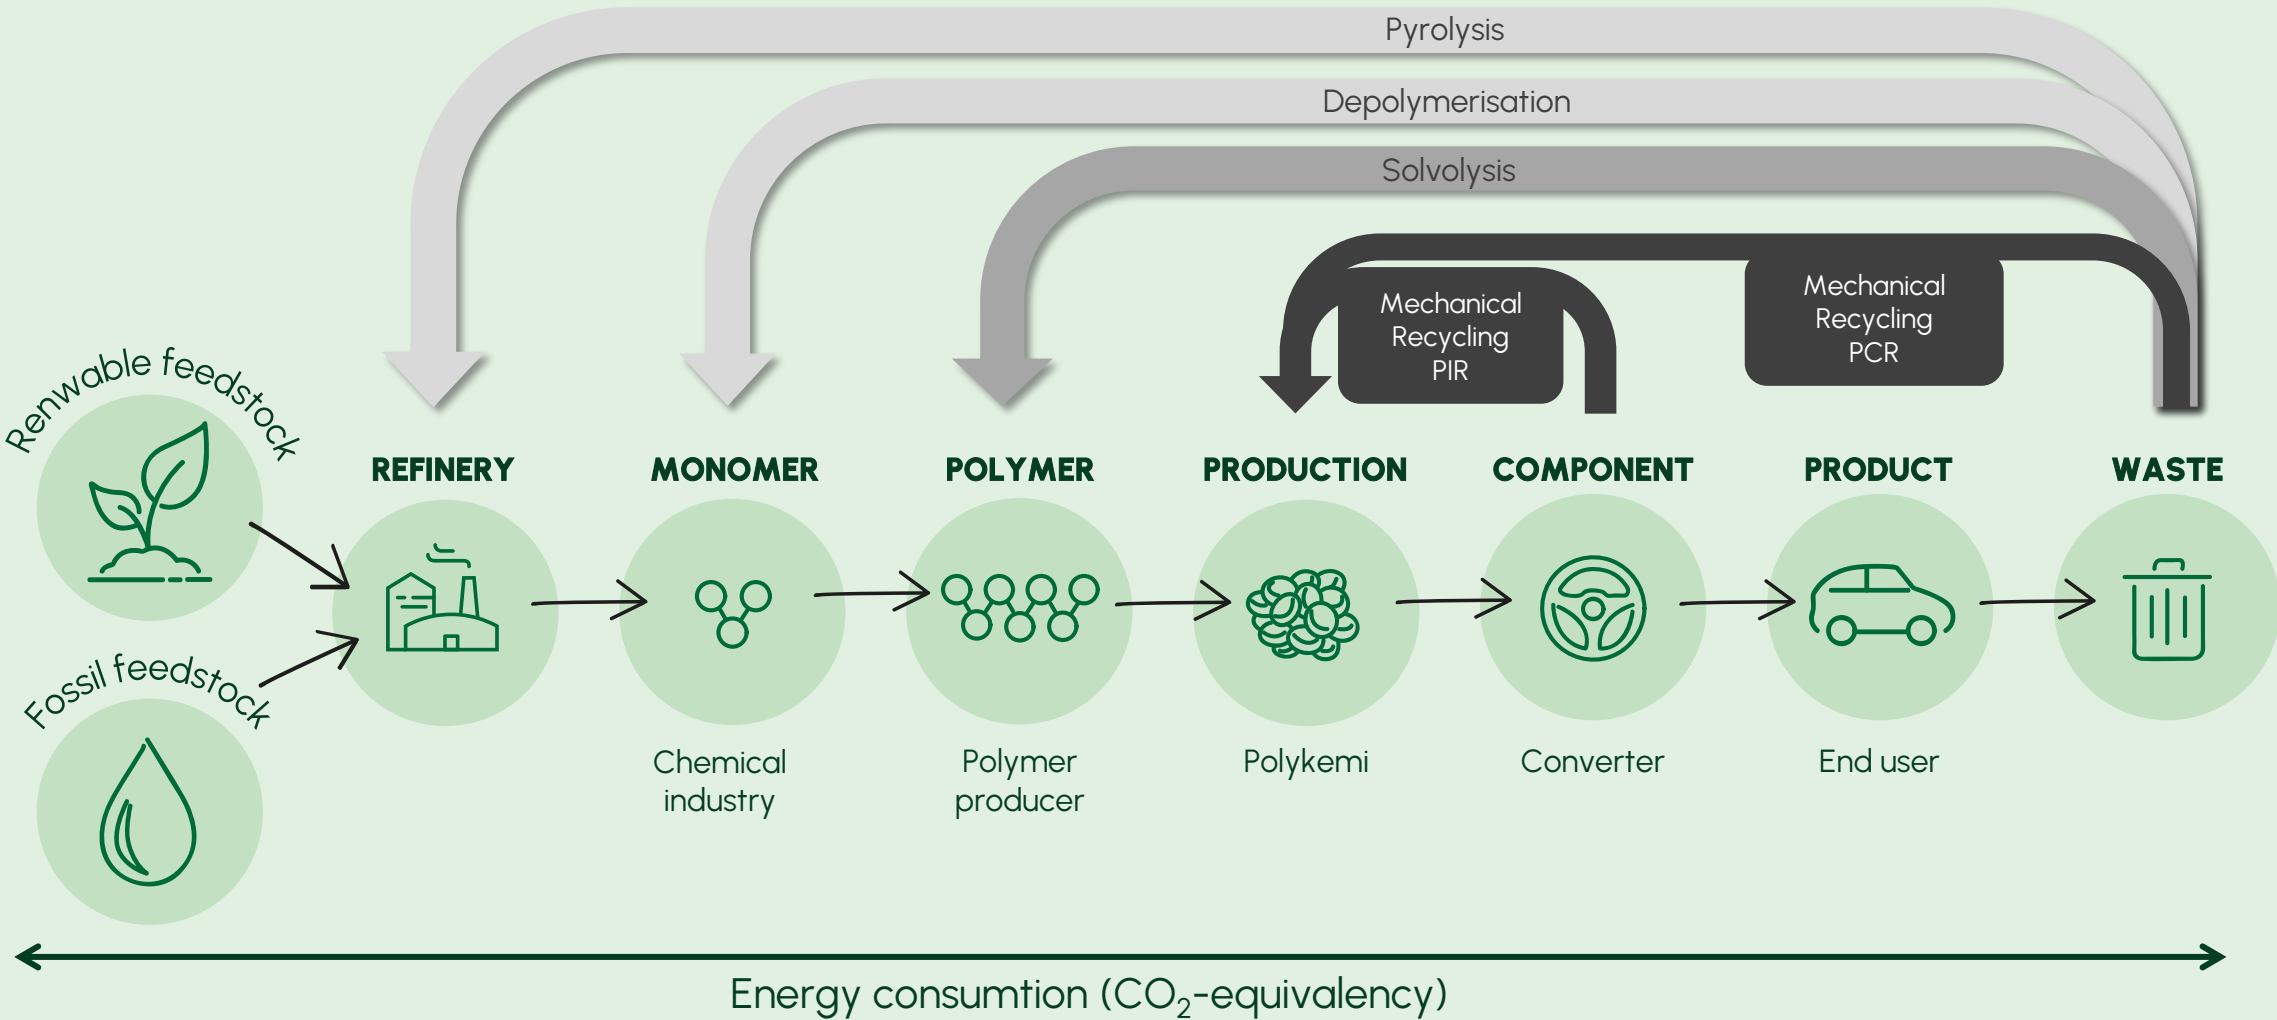 Pyrolysis
Depolymerisation
Solvolysis
Mechanical
Recycling
PIR
Mechanical
Recycling
PCR
Renwable feedstock
Fossil feedstock
REFINERY
MONOMER
POLYMER
PRODUCTION
COMPONENT
PRODUCT
WASTE
Chemical
industry
Polymer
producer
Polykemi
Converter
End user
Energy consumtion (CO₂-equivalency)